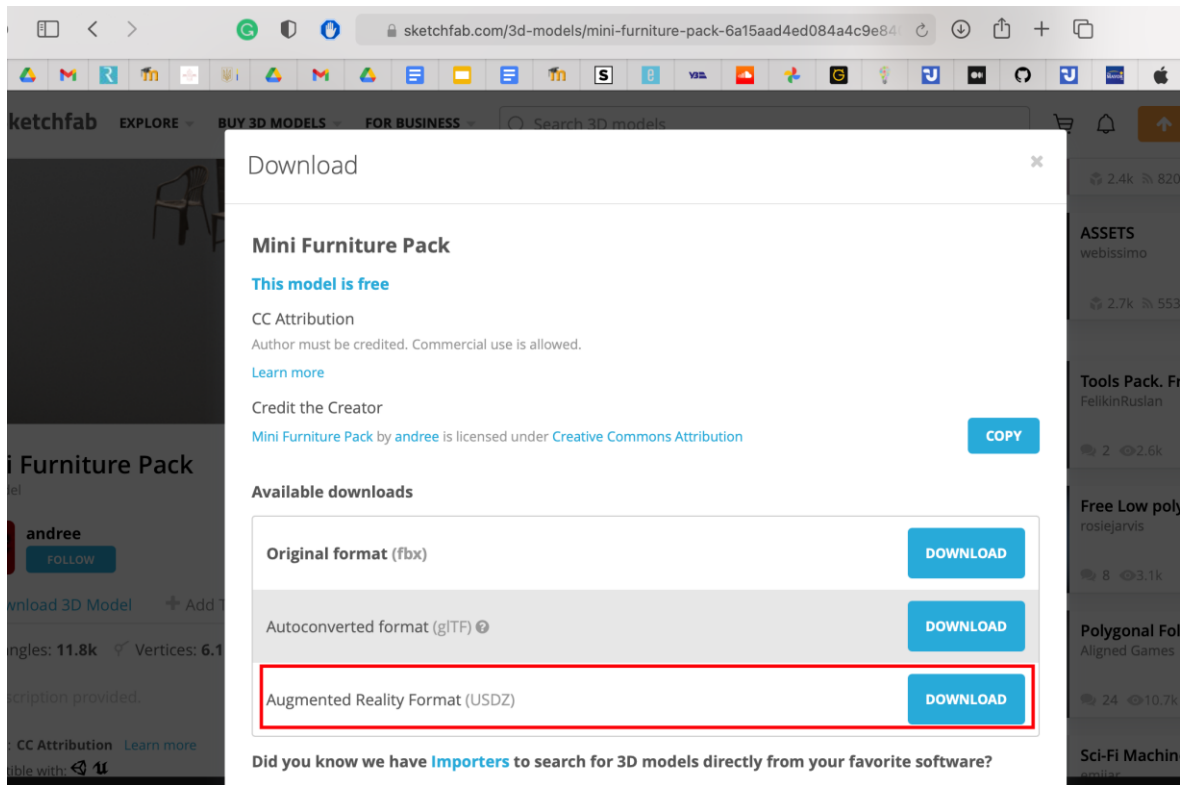 sketchfab.com/3d-models/mini-furniture-pack-6a15aad4ed084a4c9e84
ketchfab EXPLORE BUY 3D MODELS FOR BUSINESS Search 3D models
Download
2.4k 820
Mini Furniture Pack
ASSETS
webissimo
This model is free
2.7k 553
CC Attribution
Author must be credited. Commercial use is allowed.
Learn more
Tools Pack. Fr
FelikinRuslan
Credit the Creator
Mini Furniture Pack by andree is licensed under Creative Commons Attribution
COPY
2 2.6k
i Furniture Pack
del
Available downloads
Free Low poly
rosiejarvis
andree
FOLLOW
Original format (fbx) DOWNLOAD
8 3.1k
wnload 3D Model + Add T
Autoconverted format (glTF) DOWNLOAD
Polygonal Fol
Aligned Games
angles: 11.8k Vertices: 6.1
Augmented Reality Format (USDZ) DOWNLOAD
scription provided.
24 10.7k
: CC Attribution Learn more
tible with:
Did you know we have Importers to search for 3D models directly from your favorite software?
Sci-Fi Machin